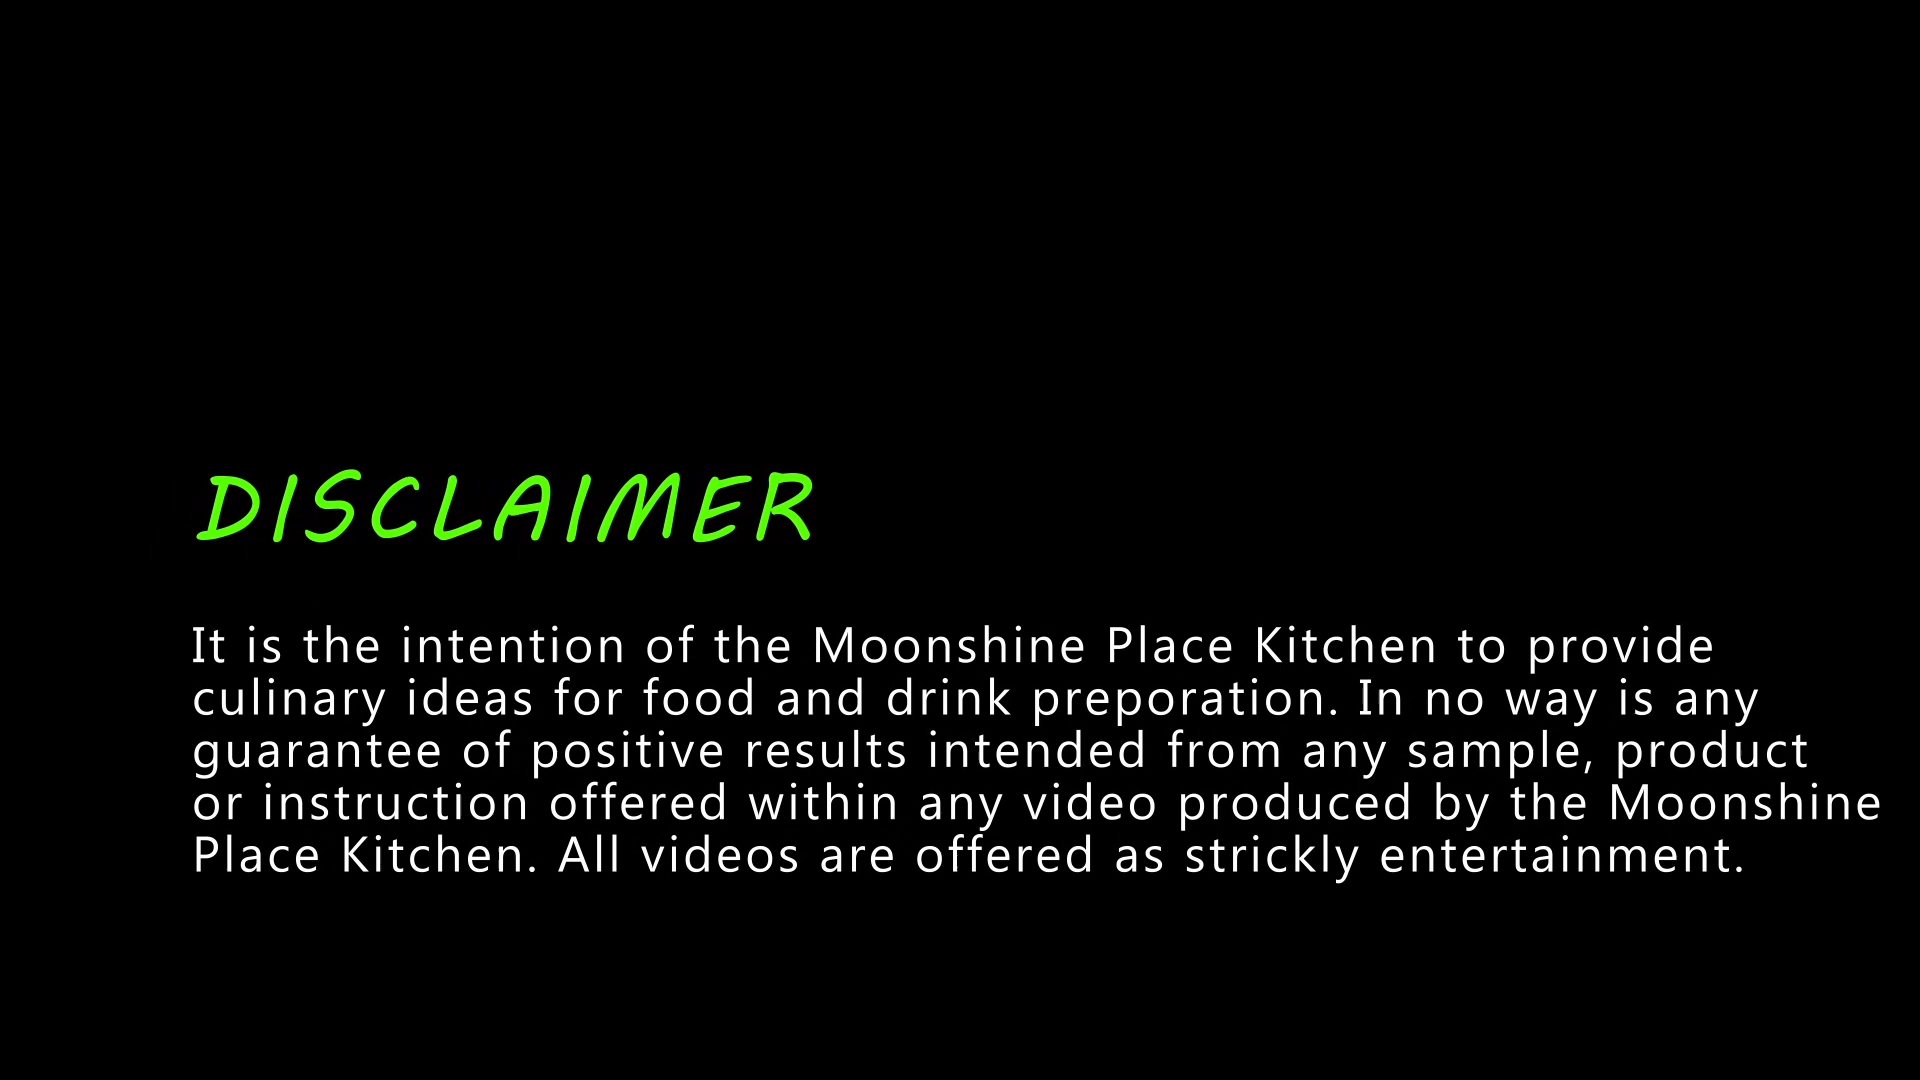 DISCLAIMER
It is the intention of the Moonshine Place Kitchen to provide
culinary ideas for food and drink preporation. In no way is any
guarantee of positive results intended from any sample, product
or instruction offered within any video produced by the Moonshine
Place Kitchen. All videos are offered as strickly entertainment.